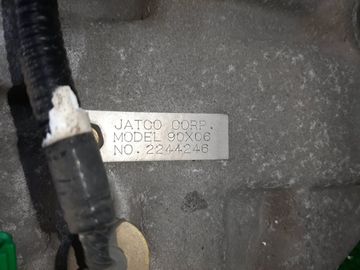 JATCO CORP.
MODEL 90X06
NO. 2244246